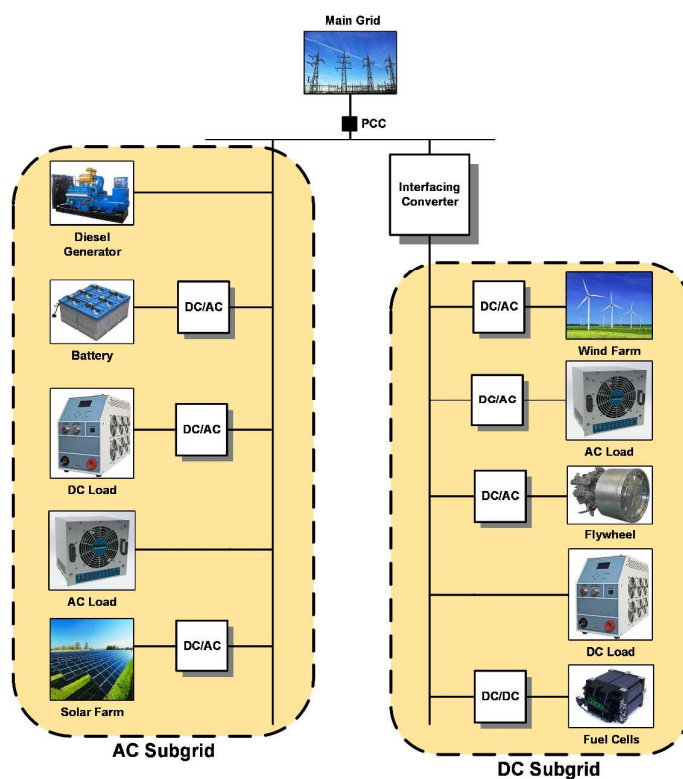 Main Grid
PCC
Interfacing
Converter
Diesel
Generator
DC/AC
Battery
DC/AC
DC Load
AC Load
DC/AC
Solar Farm
AC Subgrid
DC/AC
Wind Farm
DC/AC
AC Load
DC/AC
Flywheel
DC Load
DC/DC
Fuel Cells
DC Subgrid